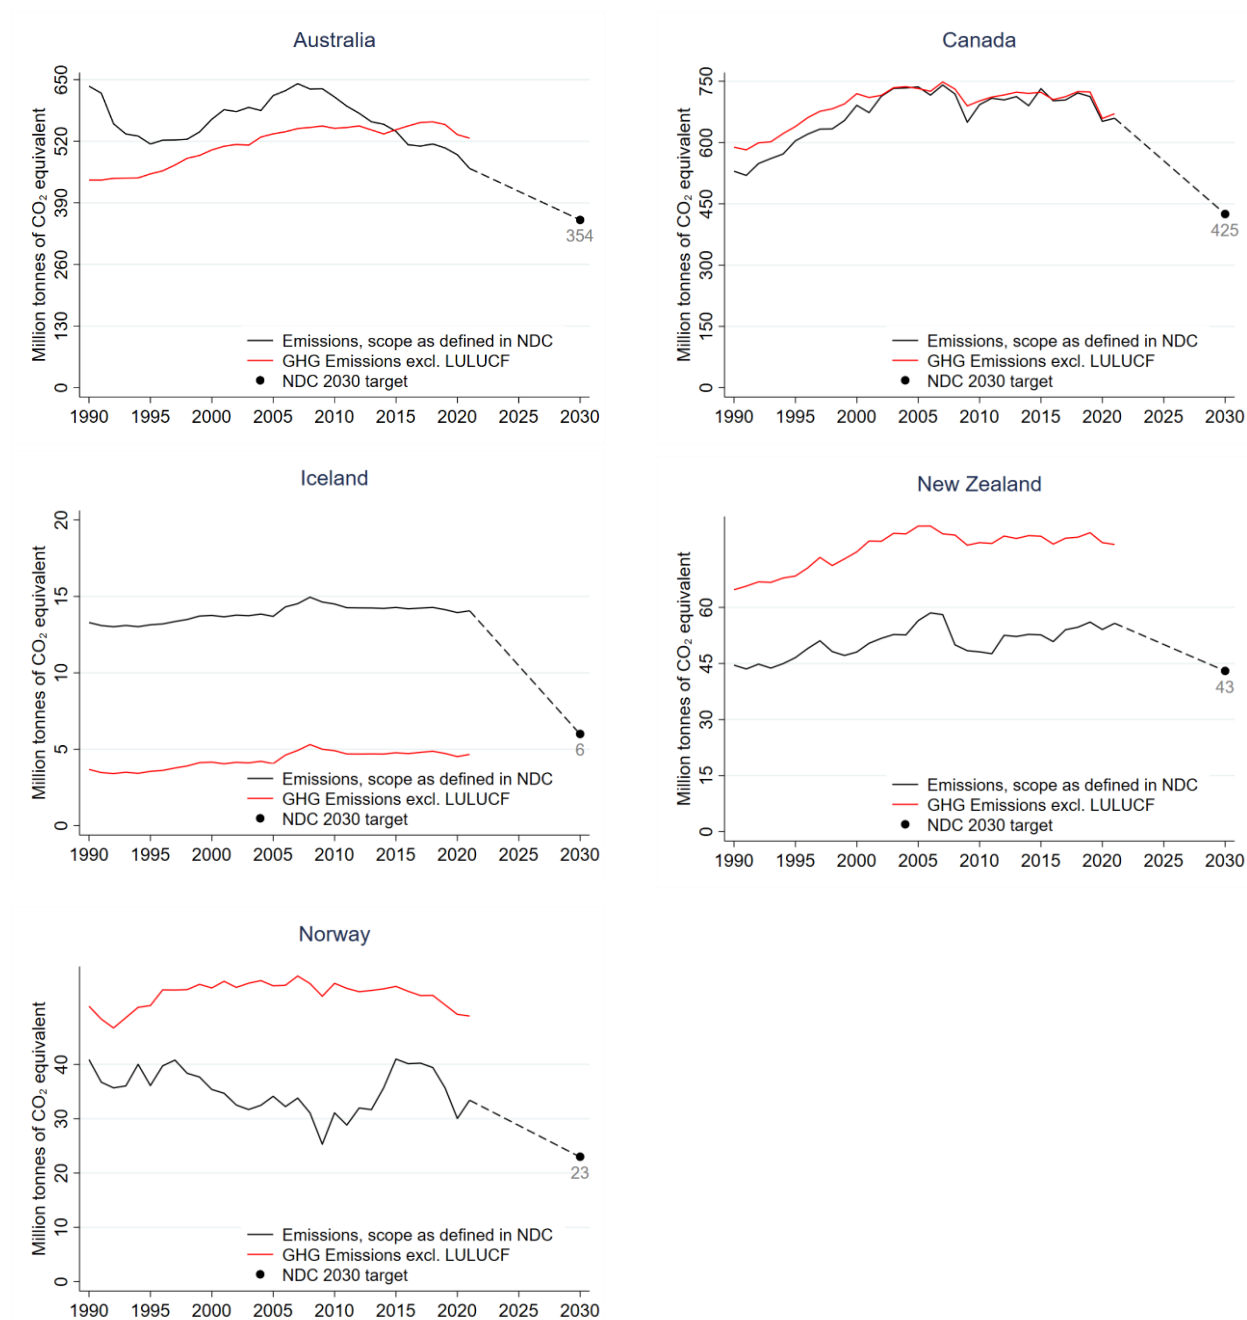 Australia
Million tonnes of CO₂ equivalent
650
520
390
260
130
0
354
Emissions, scope as defined in NDC
GHG Emissions excl. LULUCF
NDC 2030 target
1990 1995 2000 2005 2010 2015 2020 2025 2030
Canada
Million tonnes of CO₂ equivalent
750
600
450
300
150
0
425
Emissions, scope as defined in NDC
GHG Emissions excl. LULUCF
NDC 2030 target
1990 1995 2000 2005 2010 2015 2020 2025 2030
Iceland
Million tonnes of CO₂ equivalent
20
15
10
5
0
6
Emissions, scope as defined in NDC
GHG Emissions excl. LULUCF
NDC 2030 target
1990 1995 2000 2005 2010 2015 2020 2025 2030
New Zealand
Million tonnes of CO₂ equivalent
60
45
30
15
0
43
Emissions, scope as defined in NDC
GHG Emissions excl. LULUCF
NDC 2030 target
1990 1995 2000 2005 2010 2015 2020 2025 2030
Norway
Million tonnes of CO₂ equivalent
40
30
20
10
0
23
Emissions, scope as defined in NDC
GHG Emissions excl. LULUCF
NDC 2030 target
1990 1995 2000 2005 2010 2015 2020 2025 2030